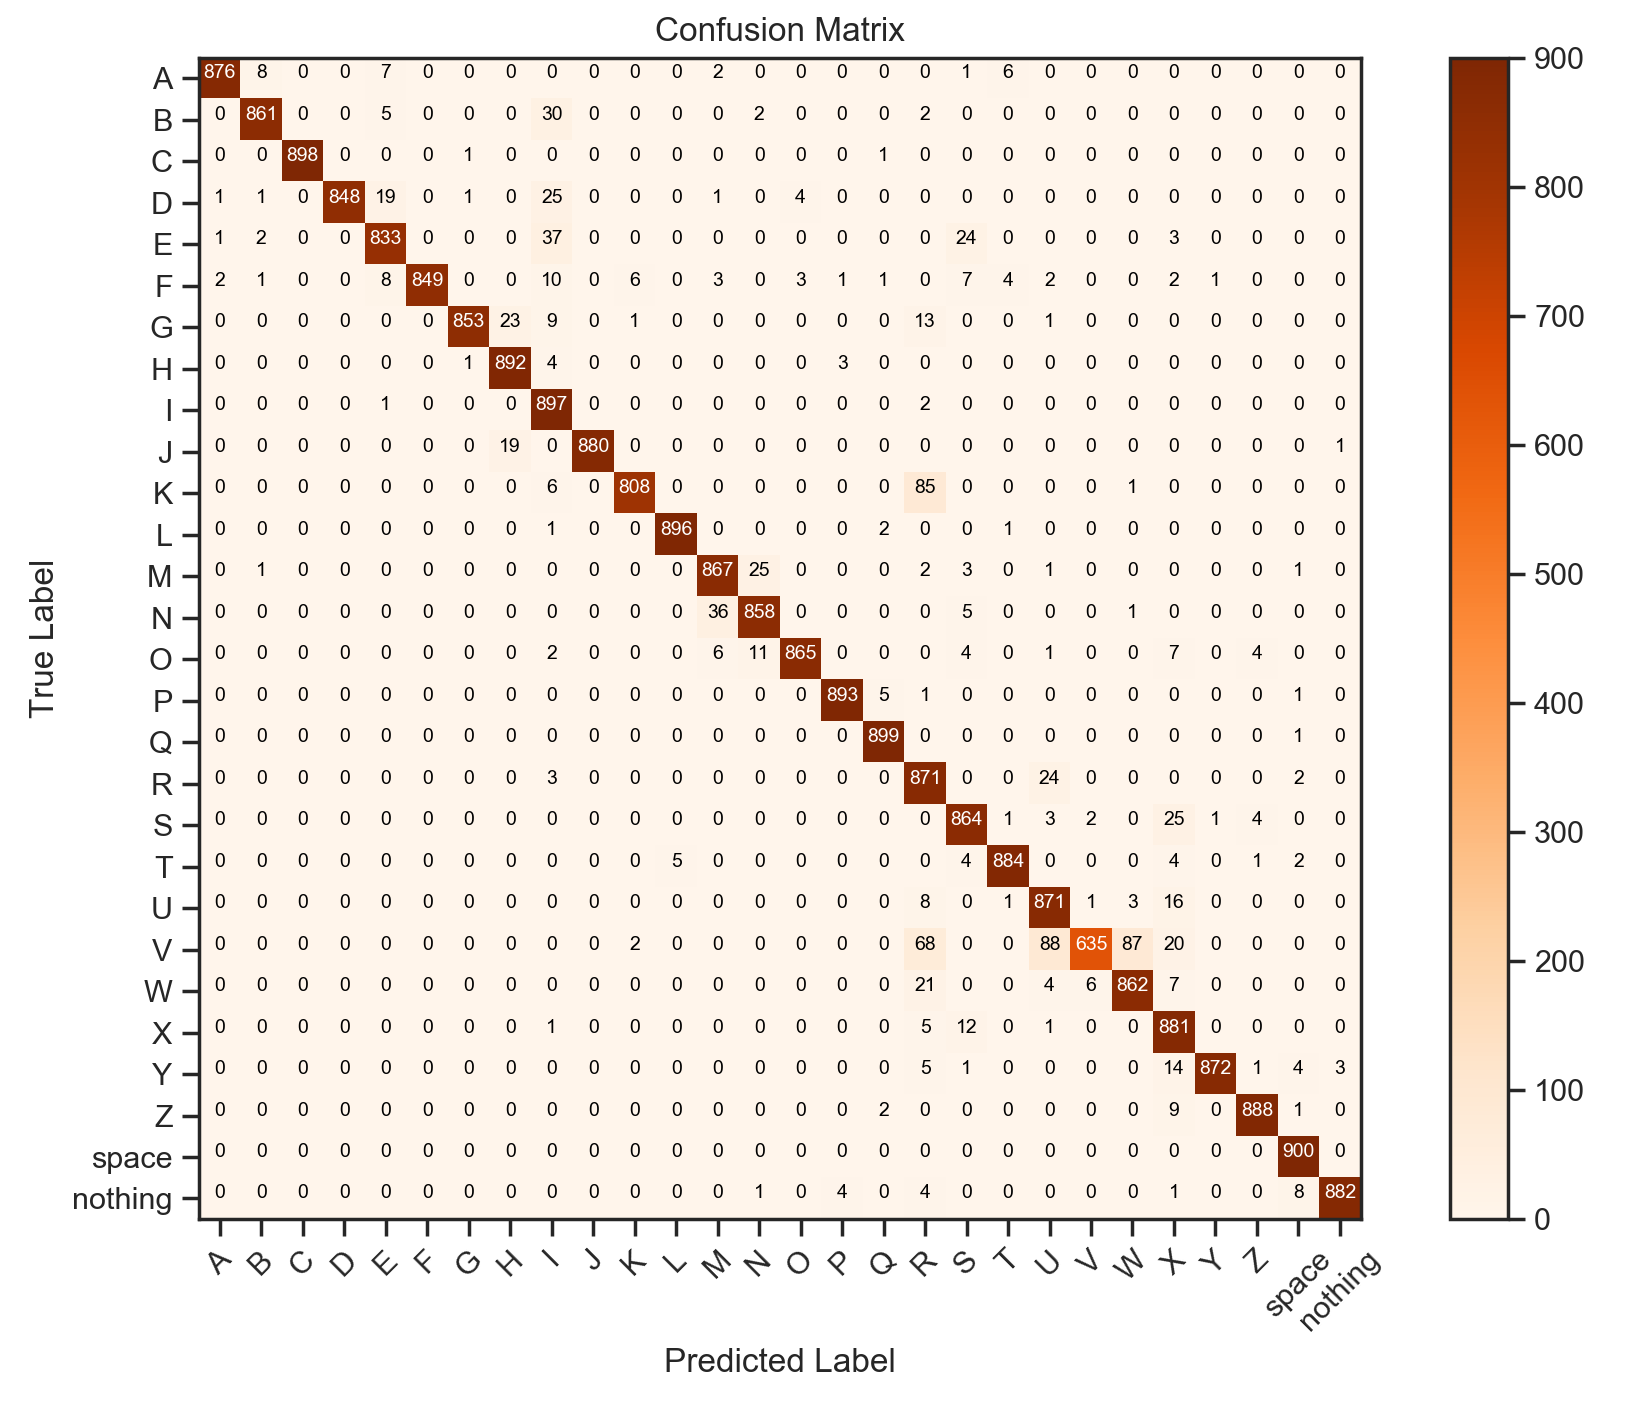 Confusion Matrix
A 876 8 0 0 7 0 0 0 0 0 0 0 2 0 0 0 0 0 1 6 0 0 0 0 0 0 0 0
B 0 861 0 0 5 0 0 0 30 0 0 0 0 2 0 0 0 2 0 0 0 0 0 0 0 0 0 0
C 0 0 898 0 0 0 1 0 0 0 0 0 0 0 0 0 1 0 0 0 0 0 0 0 0 0 0 0
D 1 1 0 848 19 0 1 0 25 0 0 0 1 0 4 0 0 0 0 0 0 0 0 0 0 0 0 0
E 1 2 0 0 833 0 0 0 37 0 0 0 0 0 0 0 0 0 24 0 0 0 0 3 0 0 0 0
F 2 1 0 0 8 849 0 0 10 0 6 0 3 0 3 1 1 0 7 4 2 0 0 2 1 0 0 0
G 0 0 0 0 0 0 853 23 9 0 1 0 0 0 0 0 0 13 0 0 1 0 0 0 0 0 0 0
H 0 0 0 0 0 0 1 892 4 0 0 0 0 0 0 3 0 0 0 0 0 0 0 0 0 0 0 0
I 0 0 0 0 1 0 0 0 897 0 0 0 0 0 0 0 0 2 0 0 0 0 0 0 0 0 0 0
J 0 0 0 0 0 0 0 19 0 880 0 0 0 0 0 0 0 0 0 0 0 0 0 0 0 0 0 1
K 0 0 0 0 0 0 0 0 6 0 808 0 0 0 0 0 0 85 0 0 0 0 1 0 0 0 0 0
L 0 0 0 0 0 0 0 0 1 0 0 896 0 0 0 0 2 0 0 1 0 0 0 0 0 0 0 0
M 0 1 0 0 0 0 0 0 0 0 0 0 867 25 0 0 0 2 3 0 1 0 0 0 0 0 1 0
N 0 0 0 0 0 0 0 0 0 0 0 0 36 858 0 0 0 0 5 0 0 0 1 0 0 0 0 0
O 0 0 0 0 0 0 0 0 2 0 0 0 6 11 865 0 0 0 4 0 1 0 0 7 0 4 0 0
P 0 0 0 0 0 0 0 0 0 0 0 0 0 0 0 893 5 1 0 0 0 0 0 0 0 0 1 0
Q 0 0 0 0 0 0 0 0 0 0 0 0 0 0 0 0 899 0 0 0 0 0 0 0 0 0 1 0
R 0 0 0 0 0 0 0 0 3 0 0 0 0 0 0 0 0 871 0 0 24 0 0 0 0 0 2 0
S 0 0 0 0 0 0 0 0 0 0 0 0 0 0 0 0 0 0 864 1 3 2 0 25 1 4 0 0
T 0 0 0 0 0 0 0 0 0 0 0 5 0 0 0 0 0 0 4 884 0 0 0 4 0 1 2 0
U 0 0 0 0 0 0 0 0 0 0 0 0 0 0 0 0 0 8 0 1 871 1 3 16 0 0 0 0
V 0 0 0 0 0 0 0 0 0 0 2 0 0 0 0 0 0 68 0 0 88 635 87 20 0 0 0 0
W 0 0 0 0 0 0 0 0 0 0 0 0 0 0 0 0 0 21 0 0 4 6 862 7 0 0 0 0
X 0 0 0 0 0 0 0 0 1 0 0 0 0 0 0 0 0 5 12 0 1 0 0 881 0 0 0 0
Y 0 0 0 0 0 0 0 0 0 0 0 0 0 0 0 0 0 5 1 0 0 0 0 14 872 1 4 3
Z 0 0 0 0 0 0 0 0 0 0 0 0 0 0 0 0 2 0 0 0 0 0 0 9 0 888 1 0
space 0 0 0 0 0 0 0 0 0 0 0 0 0 0 0 0 0 0 0 0 0 0 0 0 0 0 900 0
nothing 0 0 0 0 0 0 0 0 0 0 0 0 0 1 0 4 0 4 0 0 0 0 0 1 0 0 8 882
A B C D E F G H I J K L M N O P Q R S T U V W X Y Z space nothing
Predicted Label
True Label
900
800
700
600
500
400
300
200
100
0